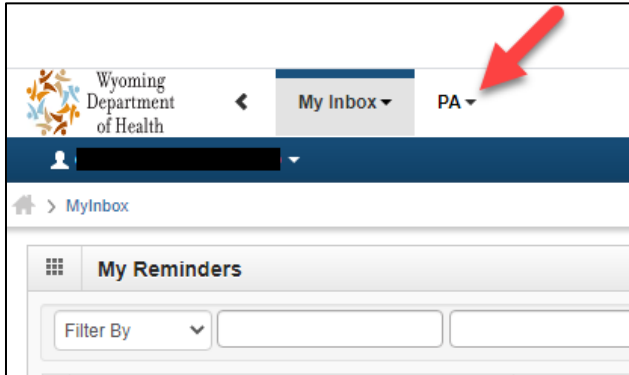 Wyoming
Department
of Health
My Inbox
PA
MyInbox
My Reminders
Filter By